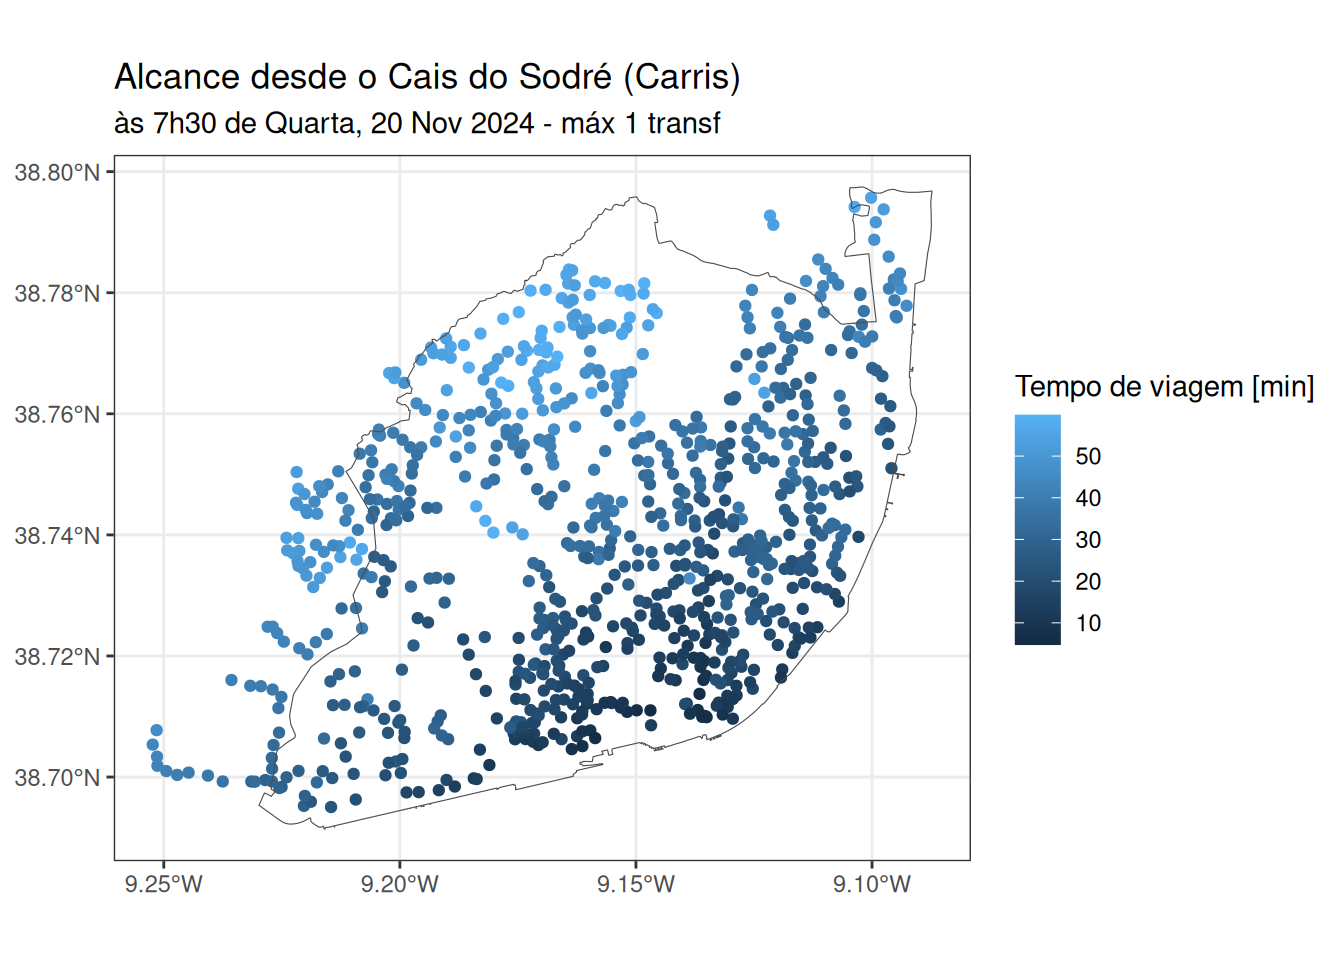 Alcance desde o Cais do Sodré (Carris)
às 7h30 de Quarta, 20 Nov 2024 - máx 1 transf
38.80°N
38.78°N
38.76°N
38.74°N
38.72°N
38.70°N
9.25°W
9.20°W
9.15°W
9.10°W
Tempo de viagem [min]
50
40
30
20
10